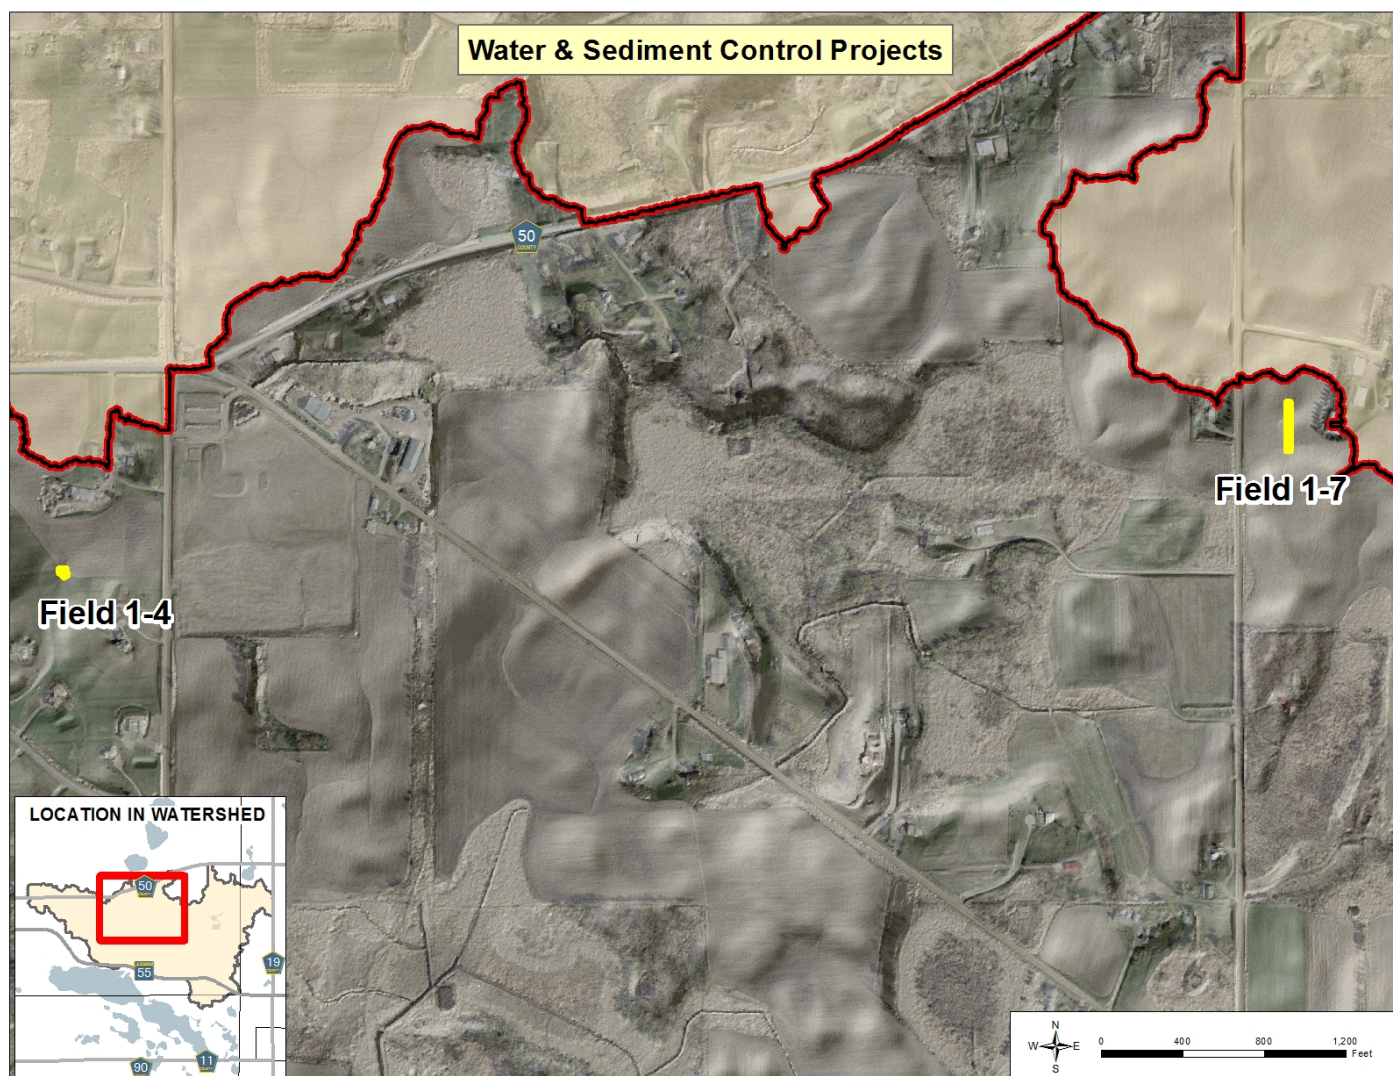 Water & Sediment Control Projects
50
COUNTY
Field 1-7
Field 1-4
LOCATION IN WATERSHED
50
55
19
90
11
N
W E
S
0 400 800 1,200
Feet